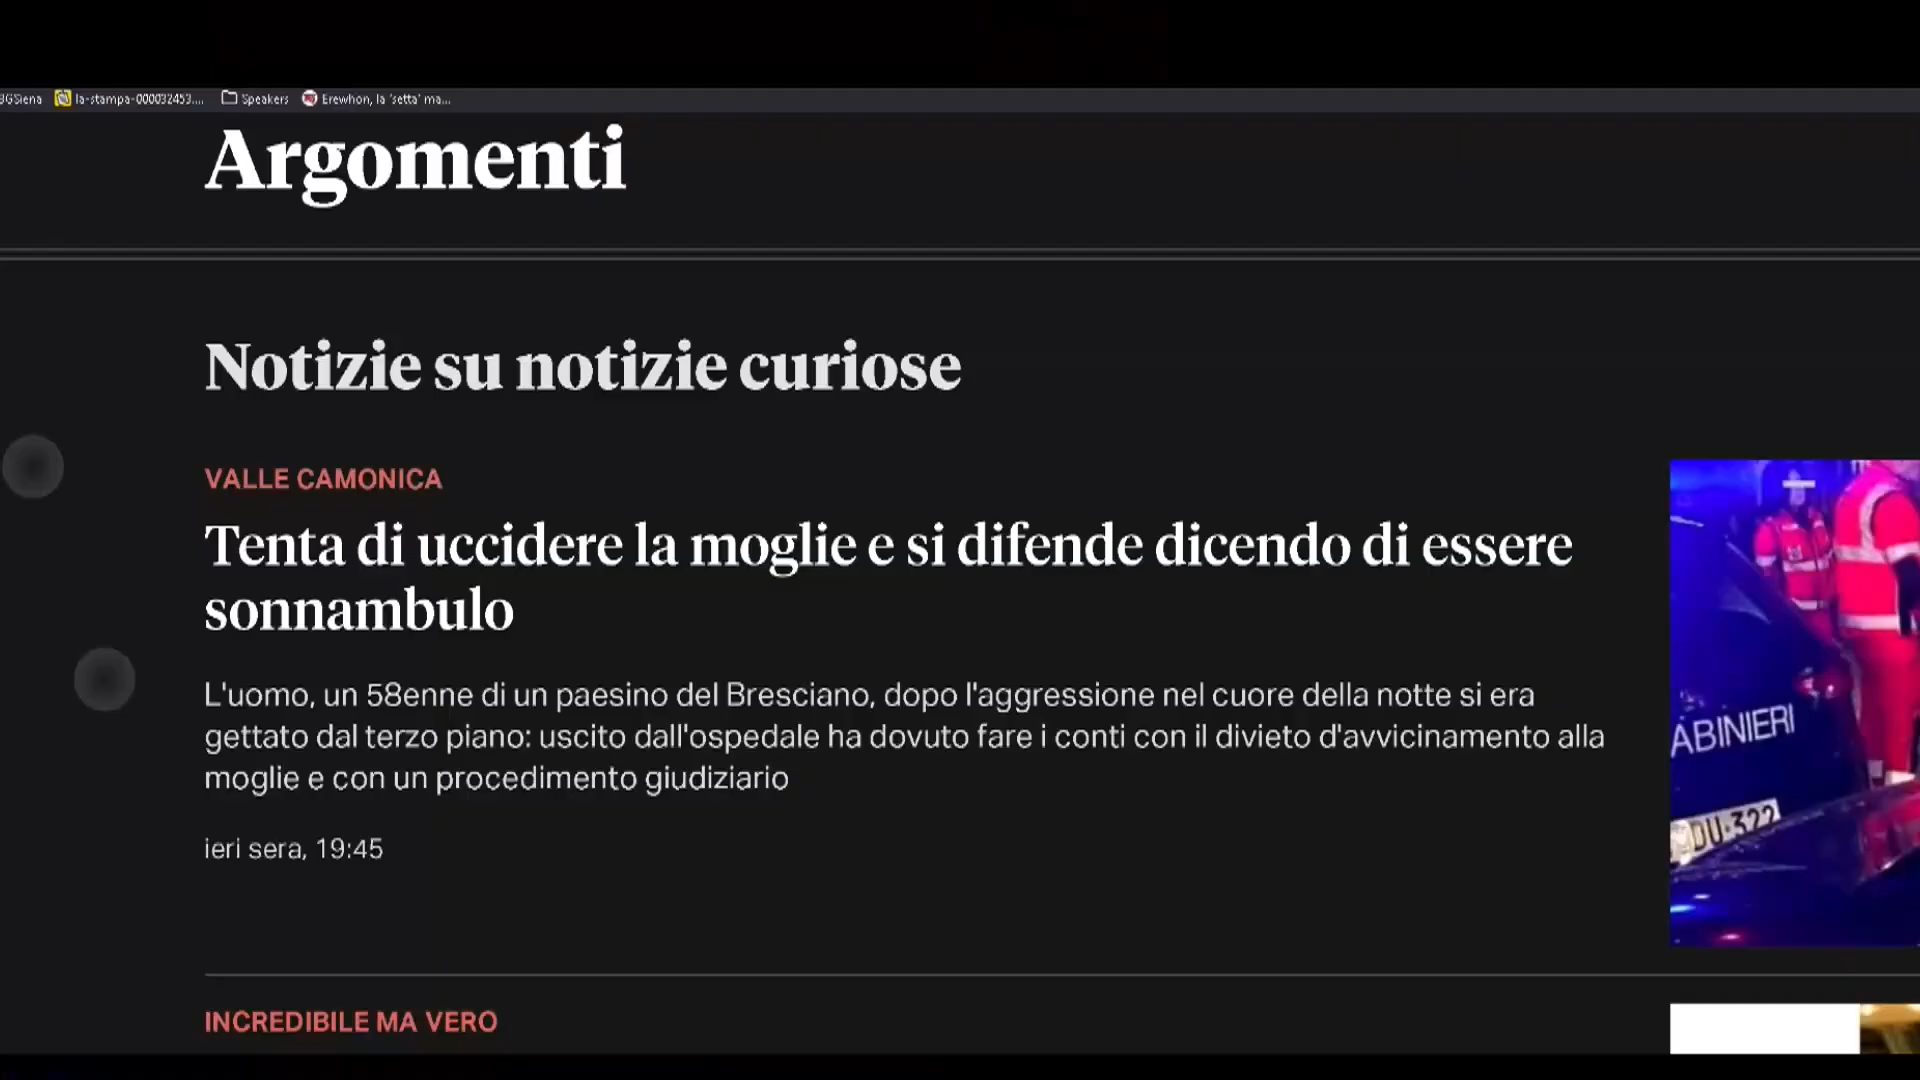 BGSiena la-stampa-000032453.... Speakers Erewhon, la 'setta' ma...
Argomenti
Notizie su notizie curiose
VALLE CAMONICA
Tenta di uccidere la moglie e si difende dicendo di essere
sonnambulo
L'uomo, un 58enne di un paesino del Bresciano, dopo l'aggressione nel cuore della notte si era
gettato dal terzo piano: uscito dall'ospedale ha dovuto fare i conti con il divieto d'avvicinamento alla
moglie e con un procedimento giudiziario
ieri sera, 19:45
ABINIERI
DU·322
INCREDIBILE MA VERO